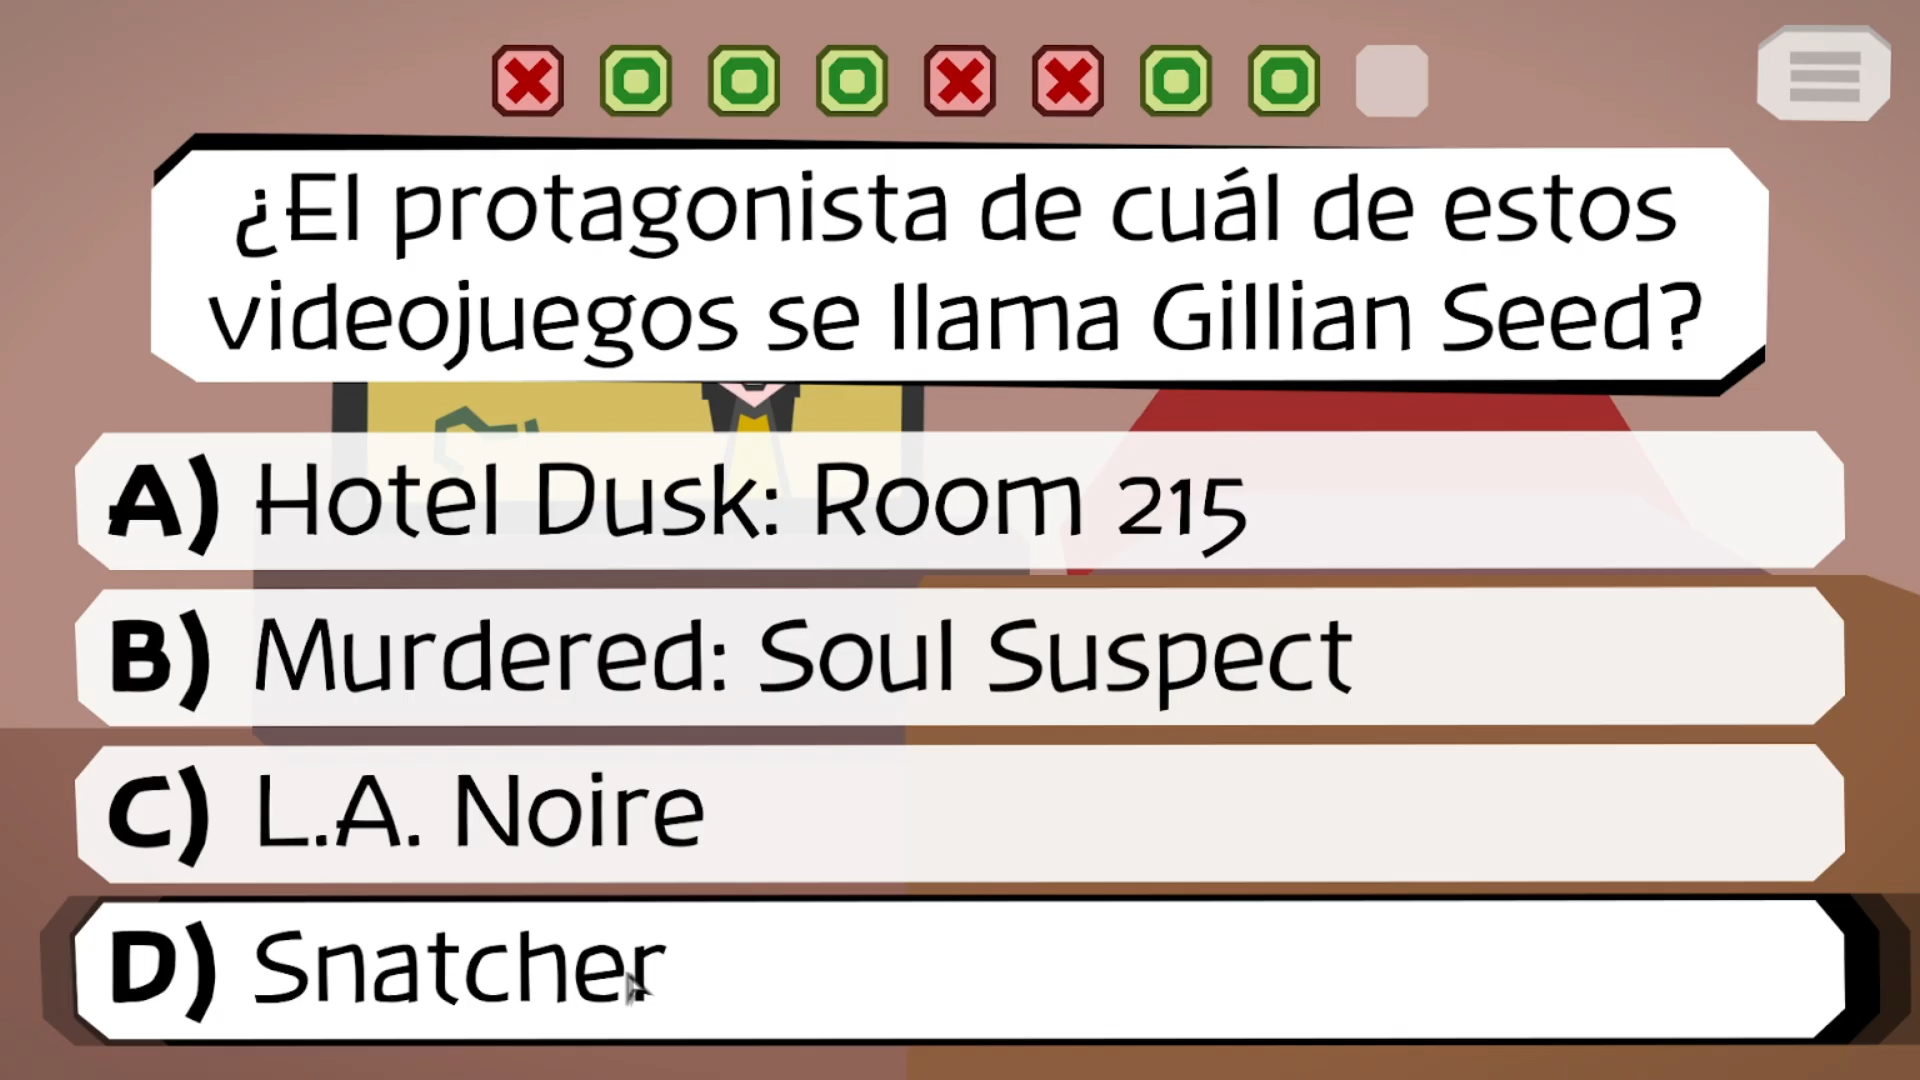 ¿El protagonista de cuál de estos
videojuegos se llama Gillian Seed?
A) Hotel Dusk: Room 215
B) Murdered: Soul Suspect
C) L.A. Noire
D) Snatcher